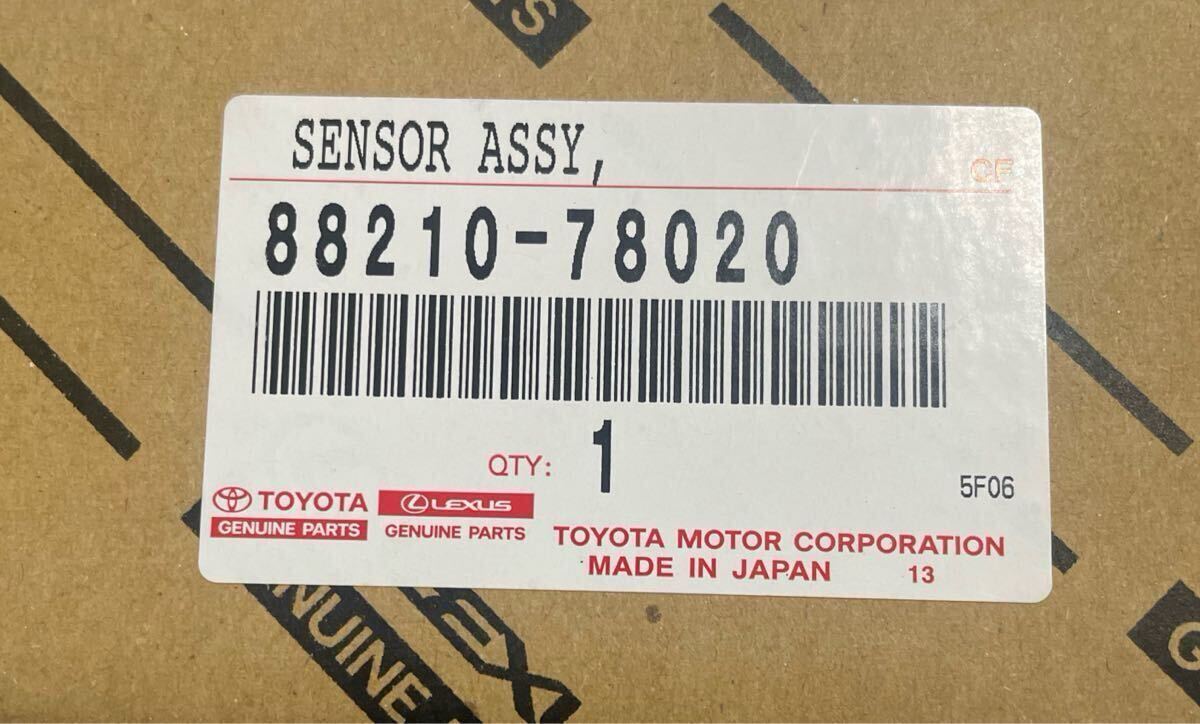 TS
SENSOR ASSY,
CF
88210-78020
QTY: 1
5F06
TOYOTA LEXUS
GENUINE PARTS GENUINE PARTS
TOYOTA MOTOR CORPORATION
MADE IN JAPAN 13